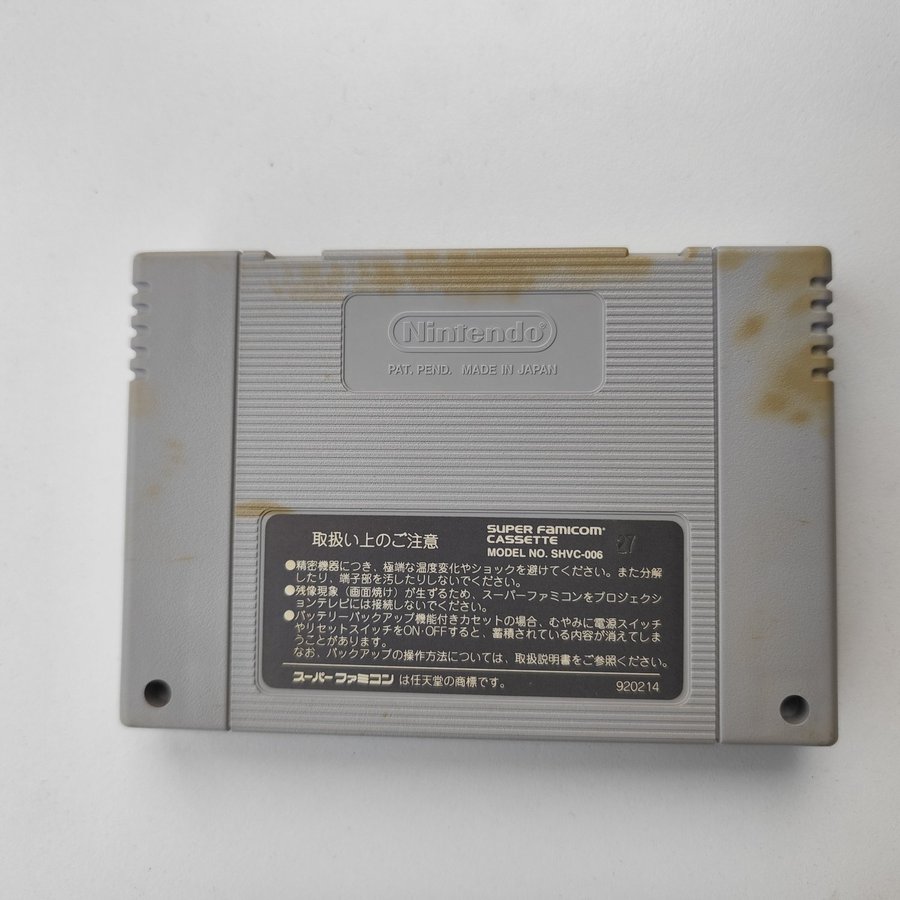 Nintendo®
PAT. PEND. MADE IN JAPAN
取扱い上のご注意
SUPER FAMICOM®
CASSETTE
MODEL NO. SHVC-006
27
●精密機器につき、極端な温度変化やショックを避けてください。また分解
したり、端子部を汚したりしないでください。
●残像現象（画面焼け）が生ずるため、スーパーファミコンをプロジェクシ
ョンテレビには接続しないでください。
●バッテリーバックアップ機能付きカセットの場合、むやみに電源スイッチ
やリセットスイッチをON・OFFすると、蓄積されている内容が消えてしま
うことがあります。
なお、バックアップの操作方法については、取扱説明書をご参照ください。
スーパーファミコン は任天堂の商標です。
920214